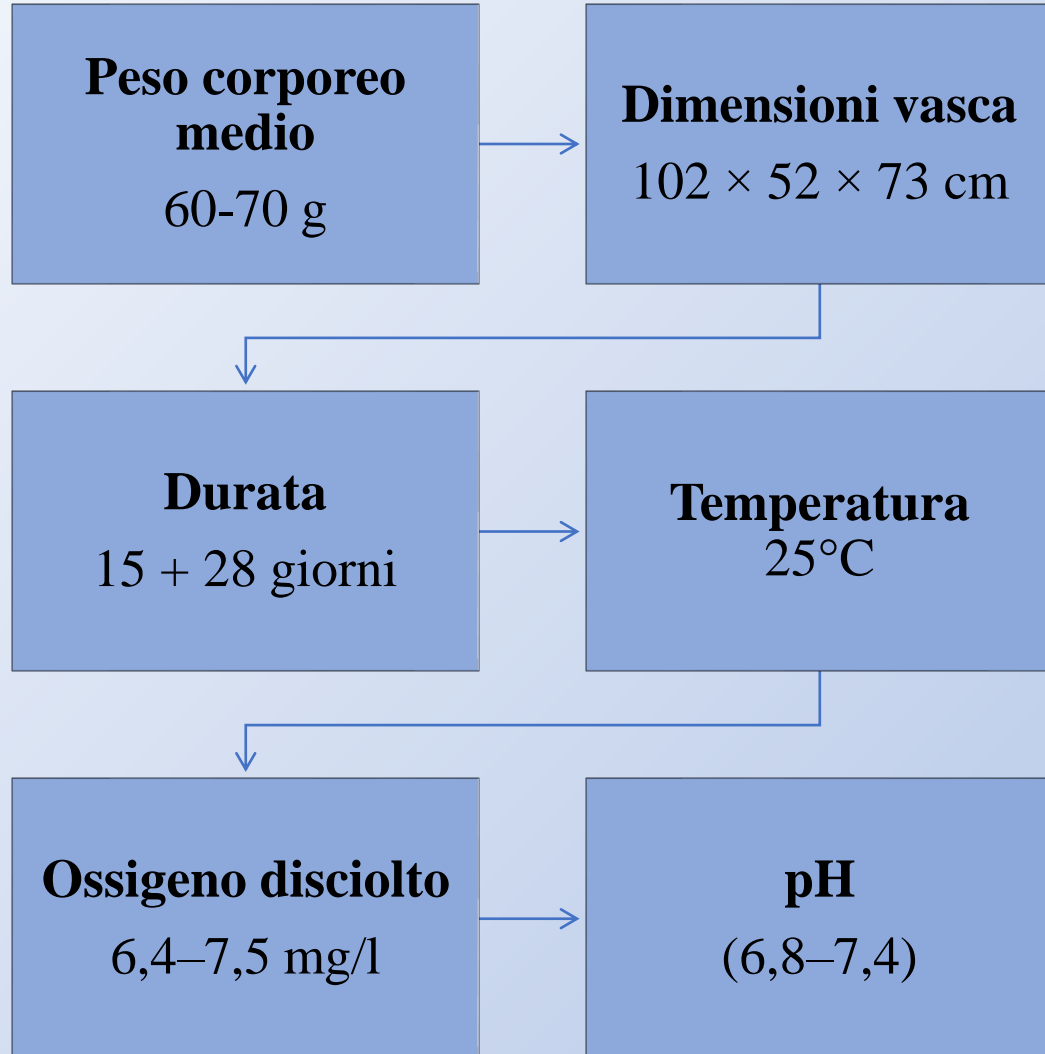 Peso corporeo
medio
60-70 g
Dimensioni vasca
102 × 52 × 73 cm
Durata
15 + 28 giorni
Temperatura
25°C
Ossigeno disciolto
6,4–7,5 mg/l
pH
(6,8–7,4)